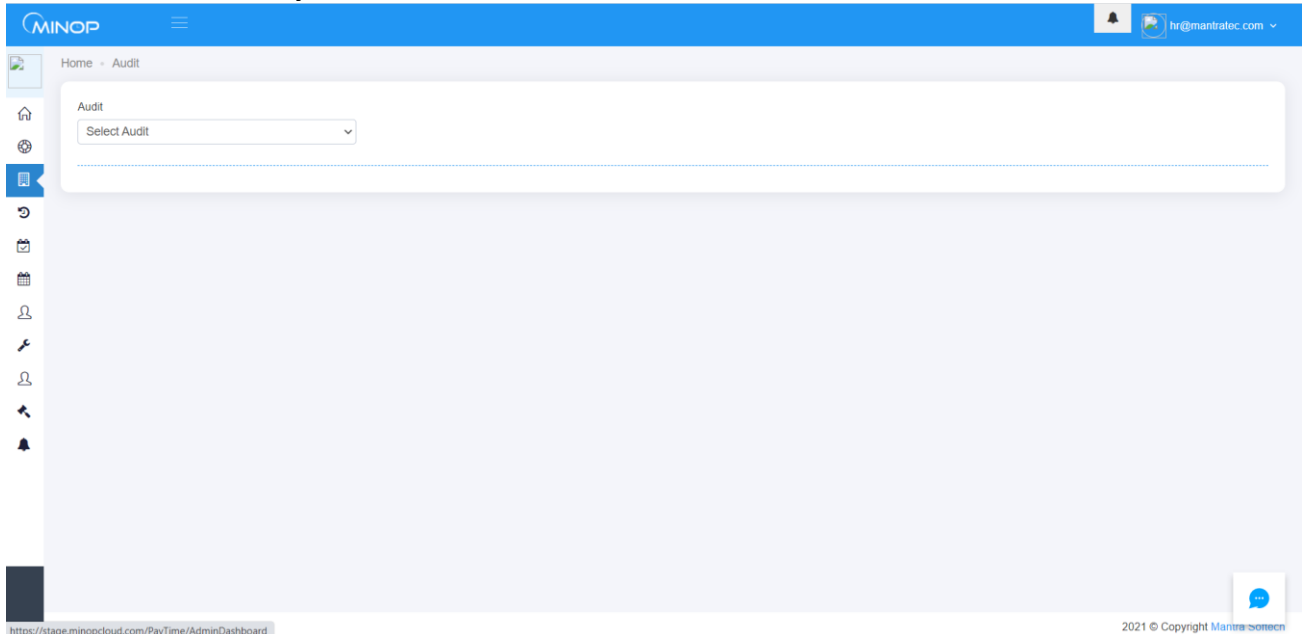 MINOP
hr@mantratec.com
Home Audit
Audit
Select Audit
2021 © Copyright Mantra Softech
https://stage.minopcloud.com/PayTime/AdminDashboard